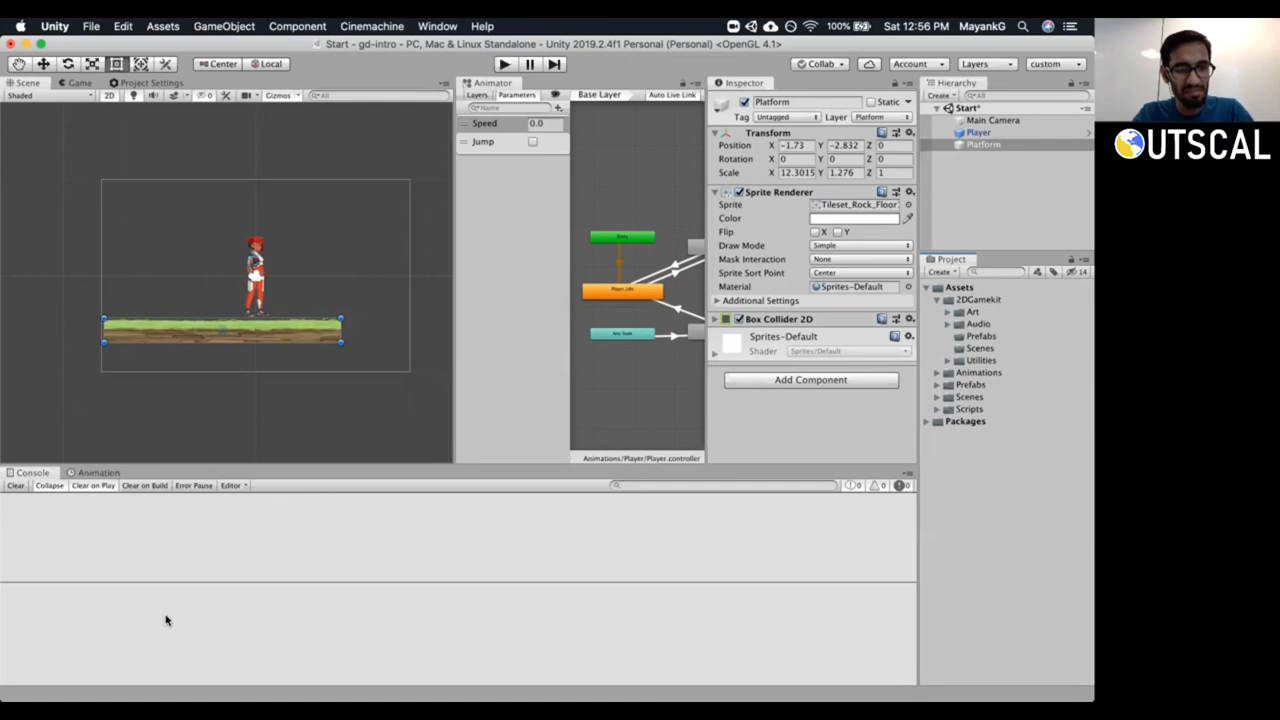 Unity File Edit Assets GameObject Component Cinemachine Window Help 100% Sat 12:56 PM MayankG
Start - gd-intro - PC, Mac & Linux Standalone - Unity 2019.2.4f1 Personal (Personal) <OpenGL 4.1>
Center Local Collab Account Layers custom
Scene Game Project Settings
Shaded 2D 0 Gizmos All
Animator
Layers Parameters Base Layer Auto Live Link
Name
Speed 0.0
Jump
Entry
Player_Idle
Any State
Animations/Player/Player.controller
Inspector
Platform Static
Tag Untagged Layer Platform
Transform
Position X -1.73 Y -2.832 Z 0
Rotation X 0 Y 0 Z 0
Scale X 12.3015 Y 1.276 Z 1
Sprite Renderer
Sprite Tileset_Rock_Floor
Color
Flip X Y
Draw Mode Simple
Mask Interaction None
Sprite Sort Point Center
Material Sprites-Default
Additional Settings
Box Collider 2D
Sprites-Default
Shader Sprites/Default
Add Component
Hierarchy
Create All
Start*
Main Camera
Player
Platform
Project
Create 14
Assets
2DGamekit
Art
Audio
Prefabs
Scenes
Utilities
Animations
Prefabs
Scenes
Scripts
Packages
Console Animation
Clear Collapse Clear on Play Clear on Build Error Pause Editor 0 0 0
OUTSCAL